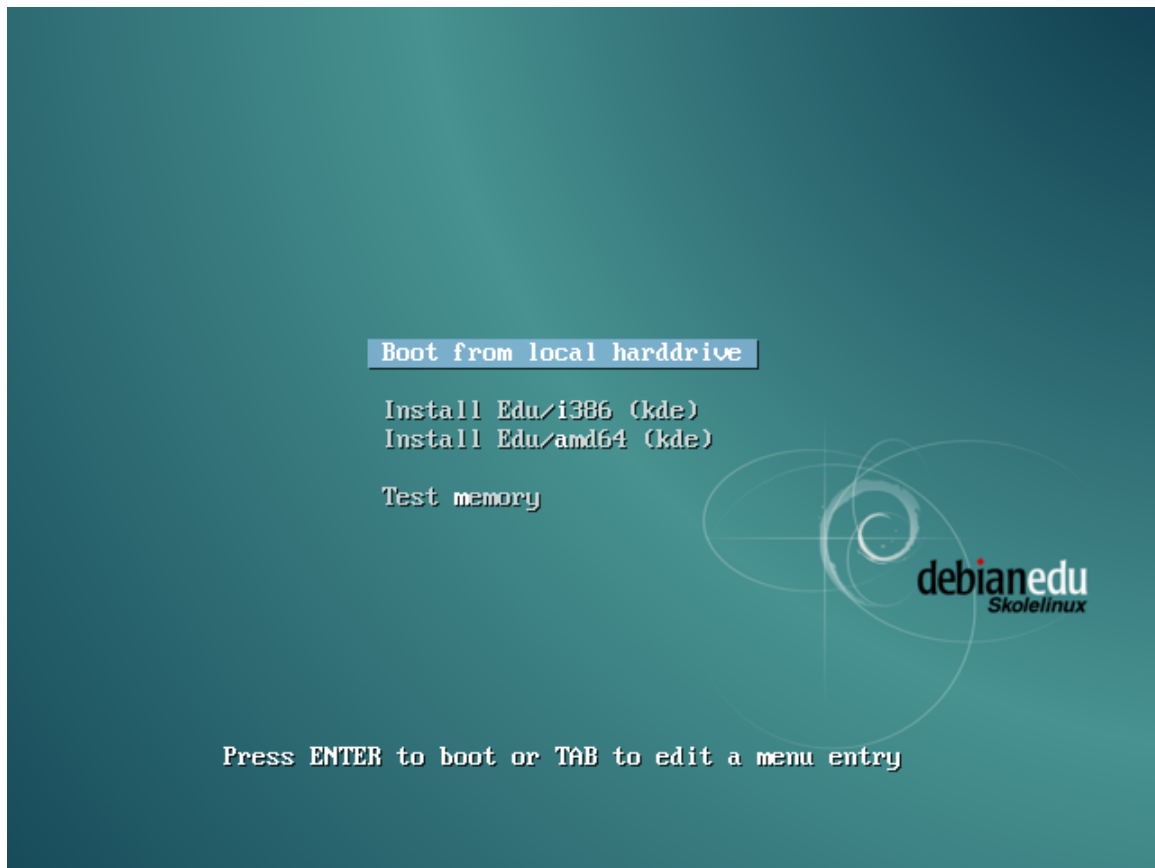 Boot from local harddrive
Install Edu/i386 (kde)
Install Edu/amd64 (kde)
Test memory
debianedu
Skolelinux
Press ENTER to boot or TAB to edit a menu entry